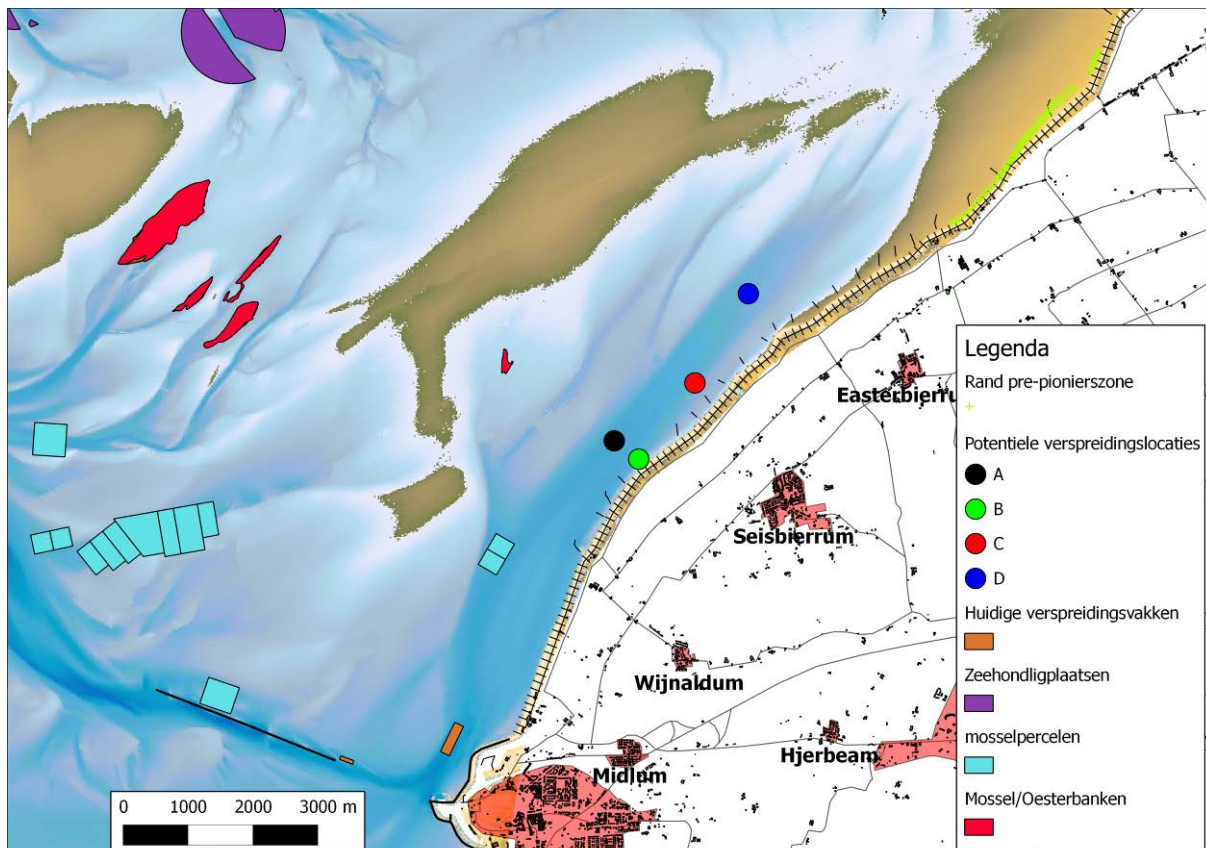 Legenda
Rand pre-pionierszone
Potentiele verspreidingslocaties
A
B
C
D
Huidige verspreidingsvakken
Zeehondligplaatsen
mosselpercelen
Mossel/Oesterbanken
Easterbierru
Seisbierrum
Wijnaldum
Midlum
Hjerbeam
0 1000 2000 3000 m